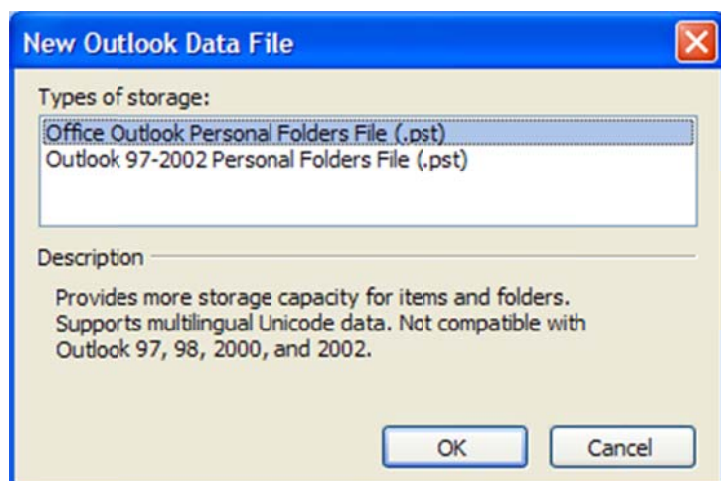 New Outlook Data File
Types of storage:
Office Outlook Personal Folders File (.pst)
Outlook 97-2002 Personal Folders File (.pst)
Description
Provides more storage capacity for items and folders.
Supports multilingual Unicode data. Not compatible with
Outlook 97, 98, 2000, and 2002.
OK Cancel